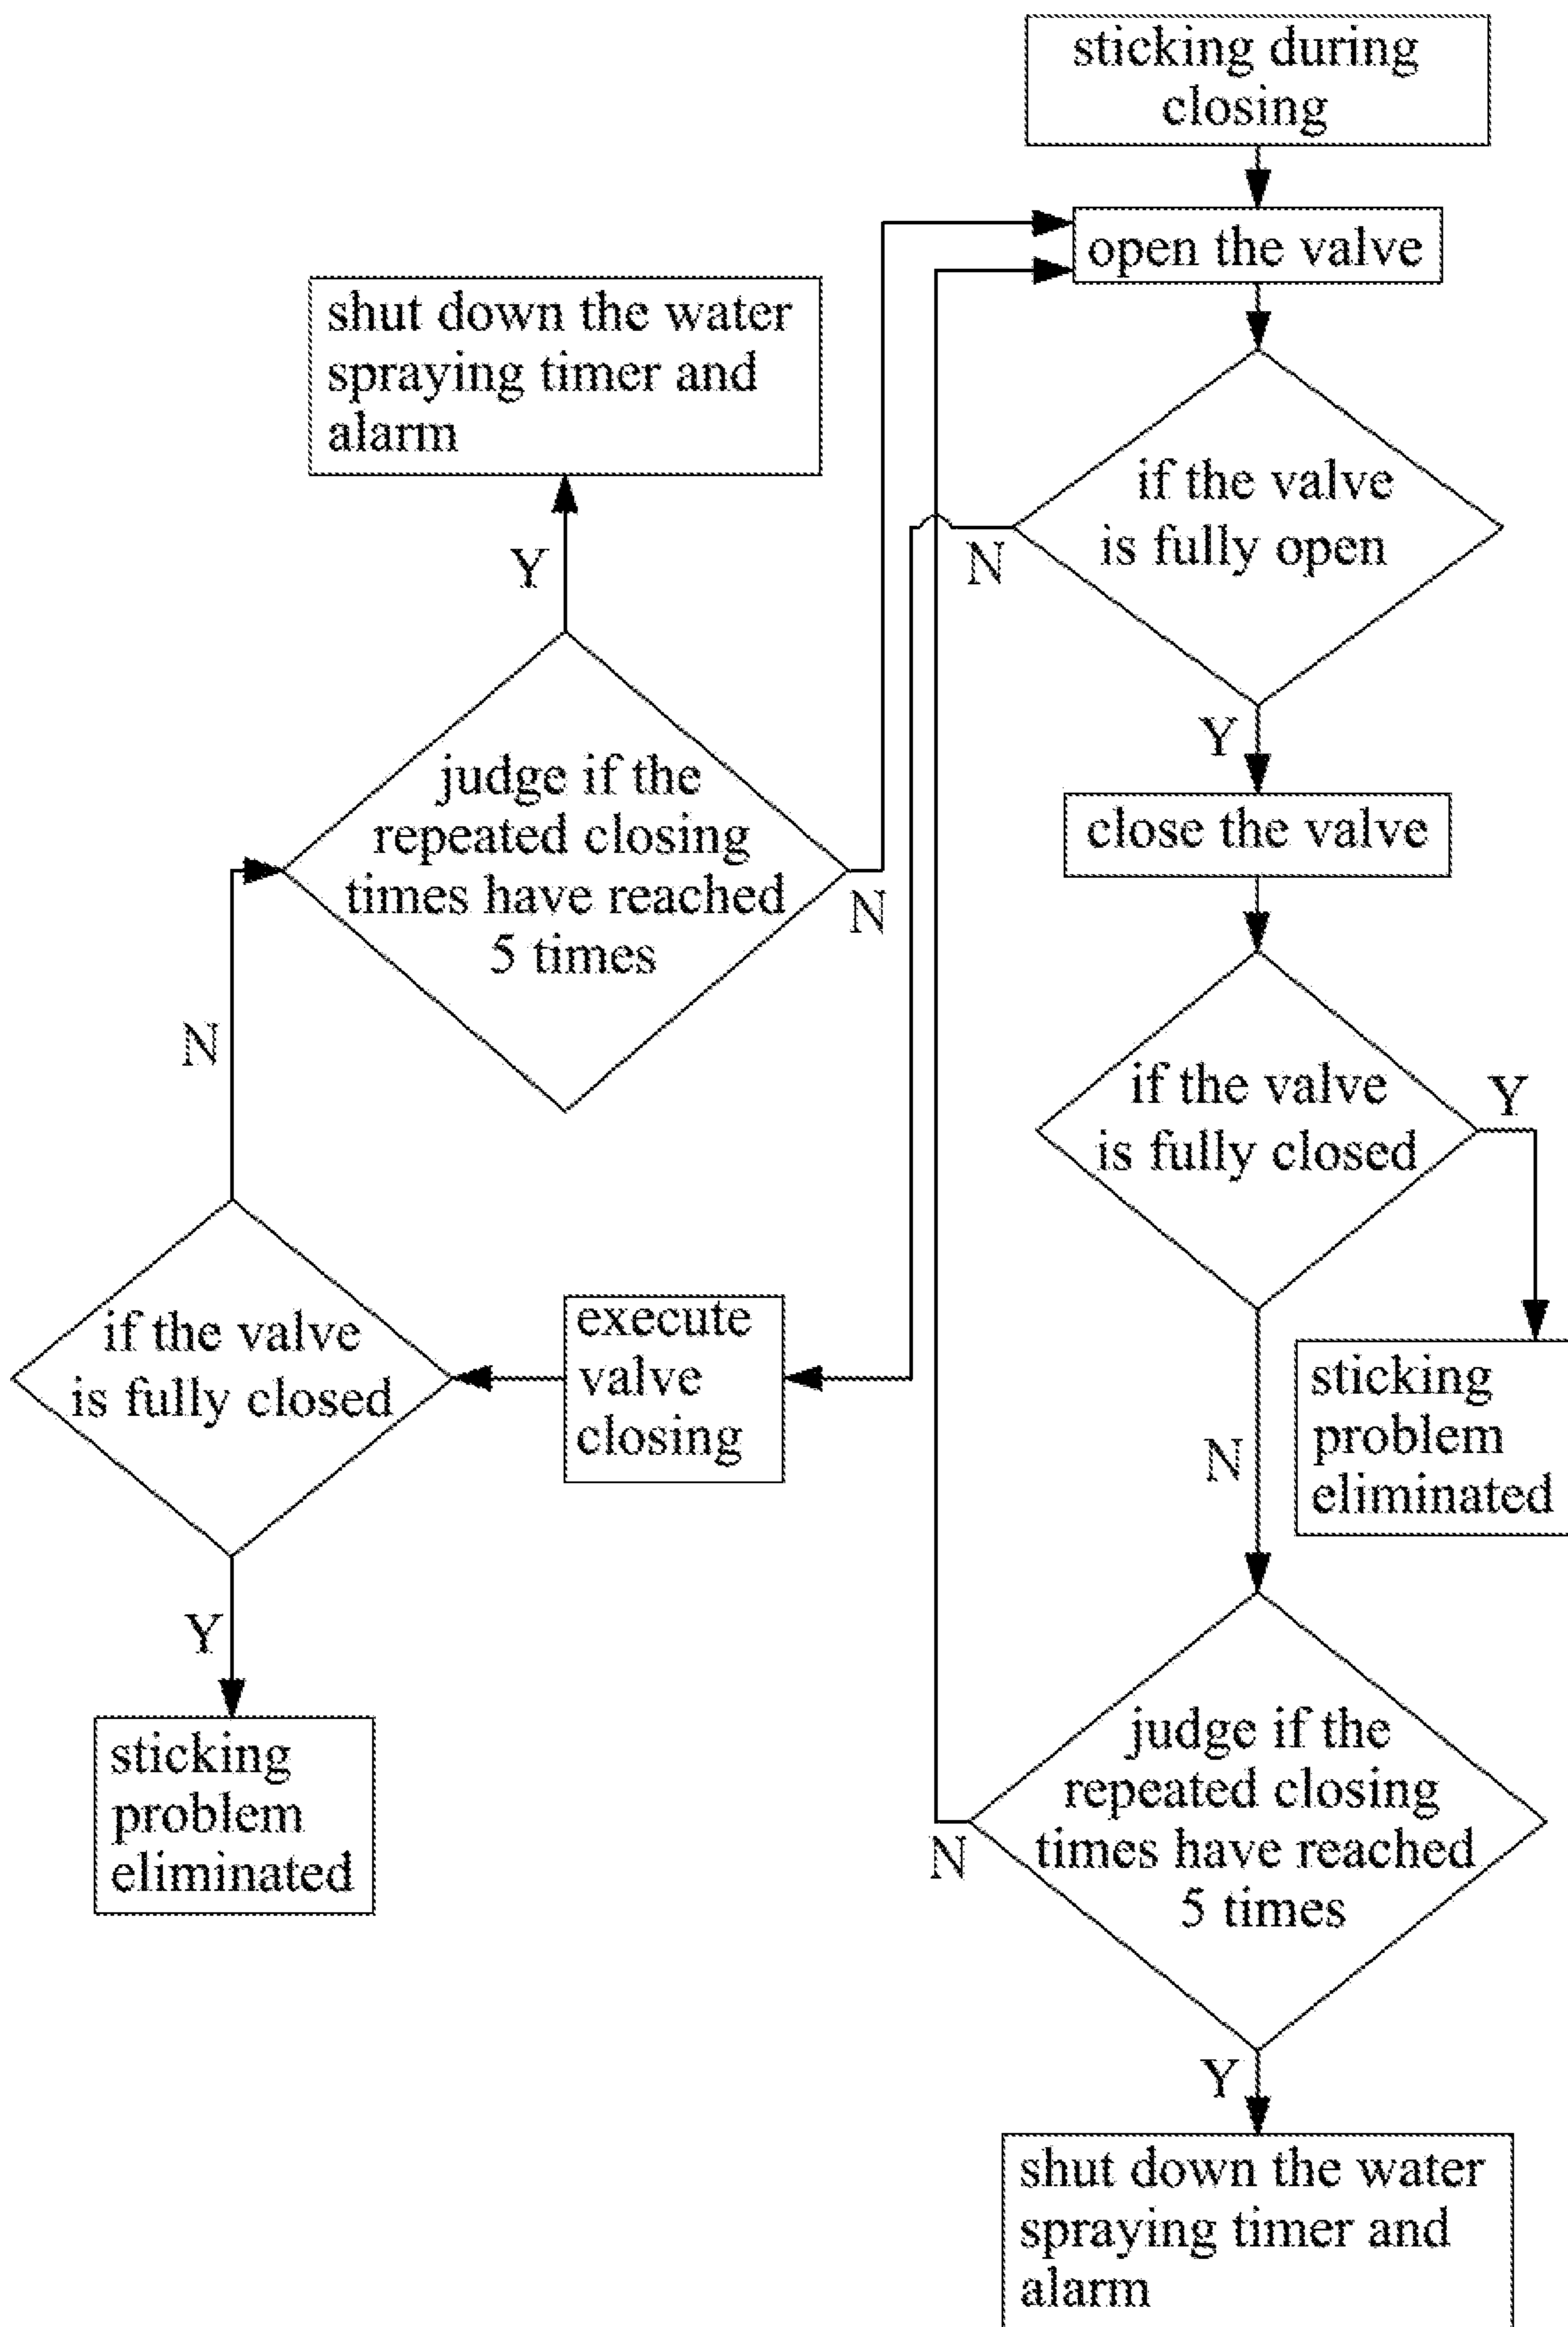 sticking during
closing
open the valve
shut down the water
spraying timer and
alarm
if the valve
is fully open
N
Y
Y
judge if the
repeated closing
times have reached
5 times
N
close the valve
N
if the valve
is fully closed
Y
if the valve
is fully closed
execute
valve
closing
sticking
problem
eliminated
N
Y
sticking
problem
eliminated
judge if the
repeated closing
times have reached
5 times
N
Y
shut down the water
spraying timer and
alarm